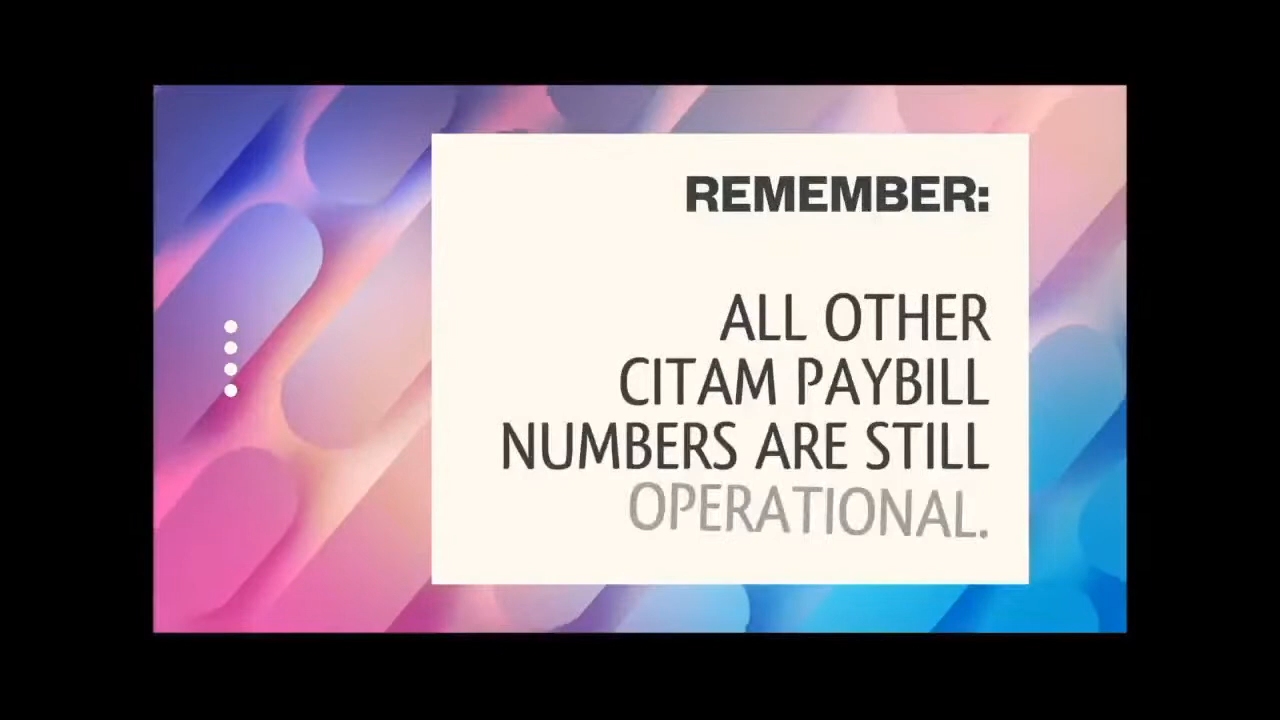 REMEMBER:
ALL OTHER
CITAM PAYBILL
NUMBERS ARE STILL
OPERATIONAL.